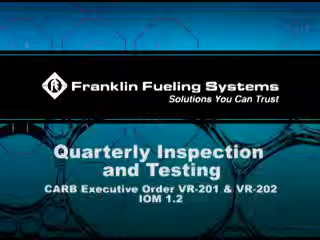 Franklin Fueling Systems
Solutions You Can Trust
Quarterly Inspection
and Testing
CARB Executive Order VR-201 & VR-202
IOM 1.2